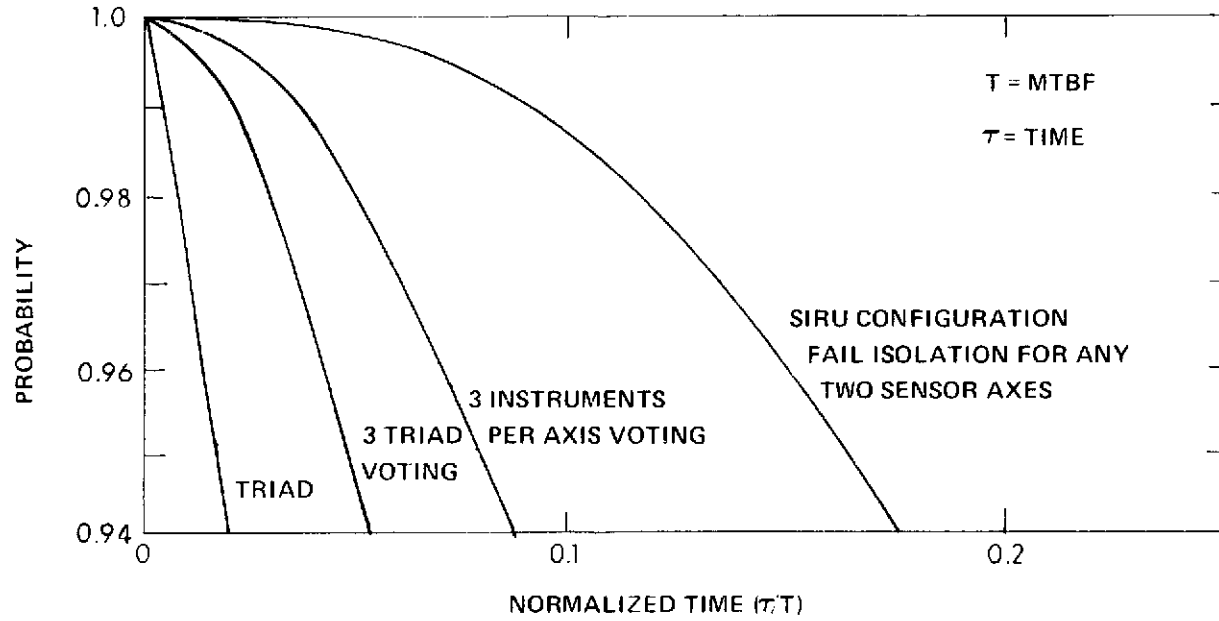 1.0
T = MTBF
τ = TIME
0.98
PROBABILITY
SIRU CONFIGURATION
FAIL ISOLATION FOR ANY
TWO SENSOR AXES
0.96
3 INSTRUMENTS
PER AXIS VOTING
3 TRIAD
VOTING
TRIAD
0.94
0
0.1
0.2
NORMALIZED TIME (τ/T)